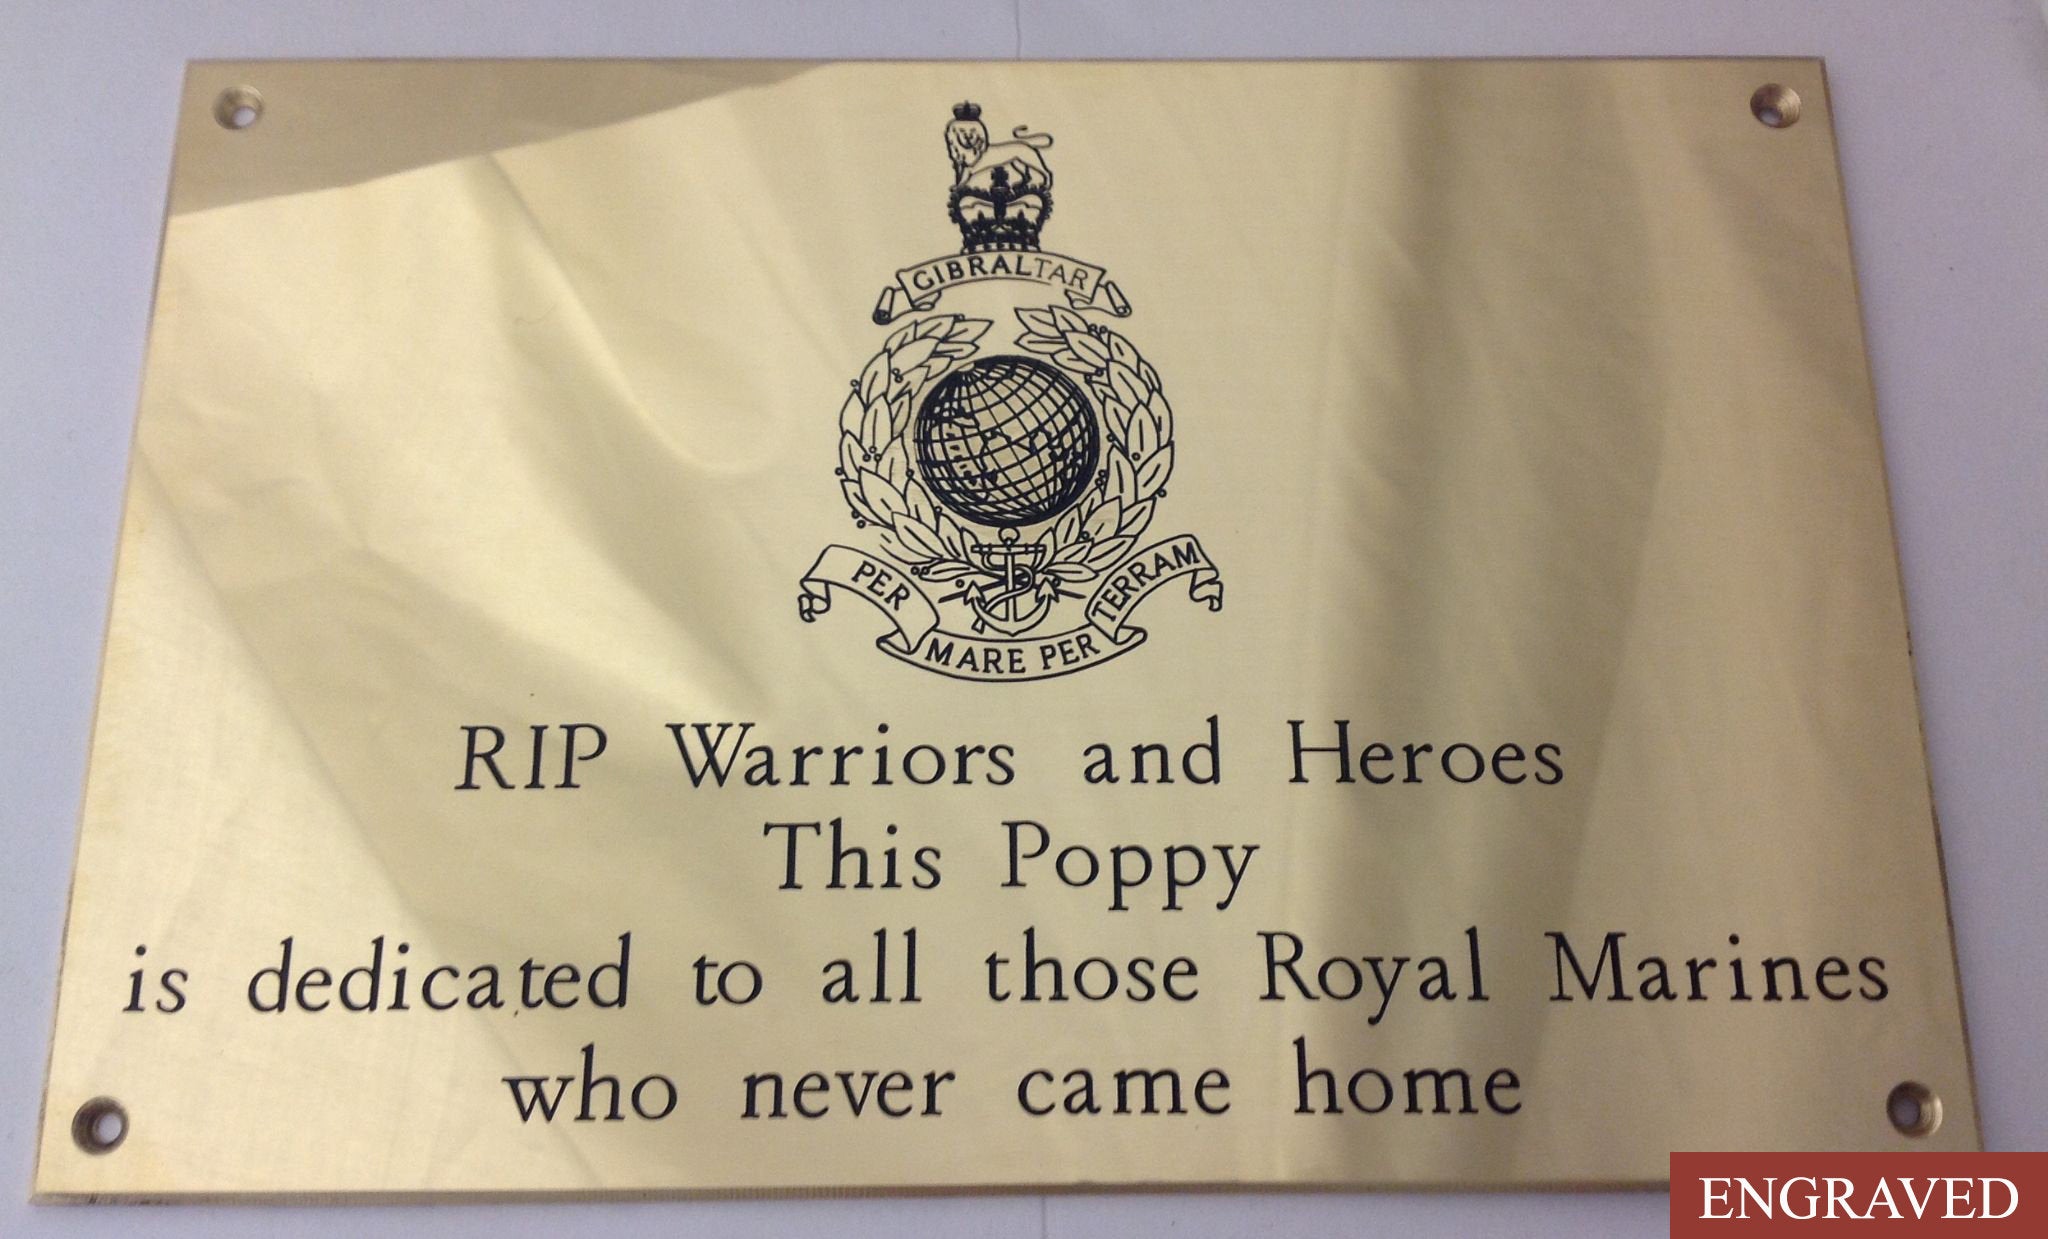 GIBRALTAR
PER MARE PER TERRAM
RIP Warriors and Heroes
This Poppy
is dedicated to all those Royal Marines
who never came home
ENGRAVED